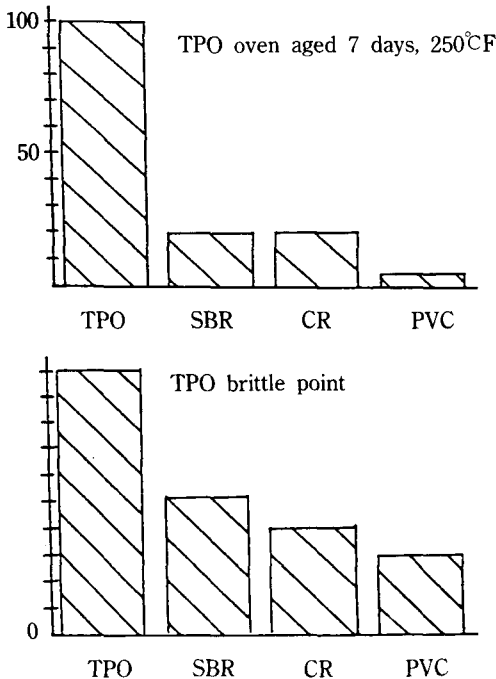 100
TPO oven aged 7 days, 250℃F
50
TPO SBR CR PVC
TPO brittle point
0
TPO SBR CR PVC